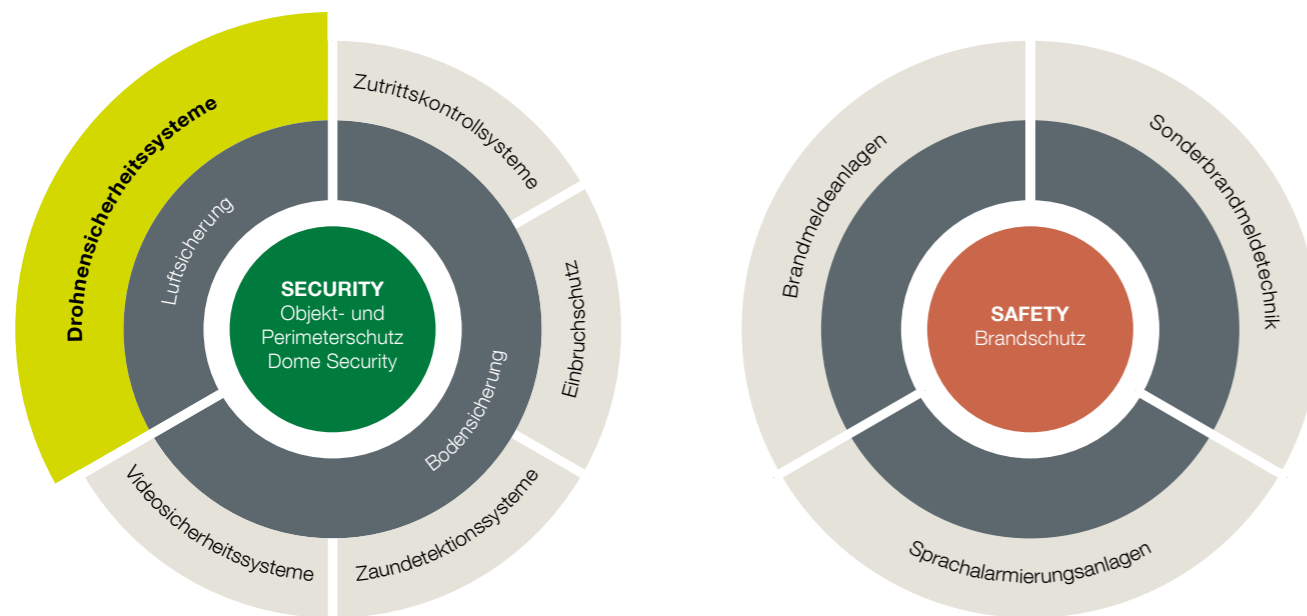 Drohnensicherheitssysteme
Zutrittskontrollsysteme
Einbruchschutz
Zaundetektionssysteme
Videosicherheitssysteme
Luftsicherung
Bodensicherung
SECURITY
Objekt- und
Perimeterschutz
Dome Security
Brandmeldeanlagen
Sonderbrandmeldetechnik
Sprachalarmierungsanlagen
SAFETY
Brandschutz